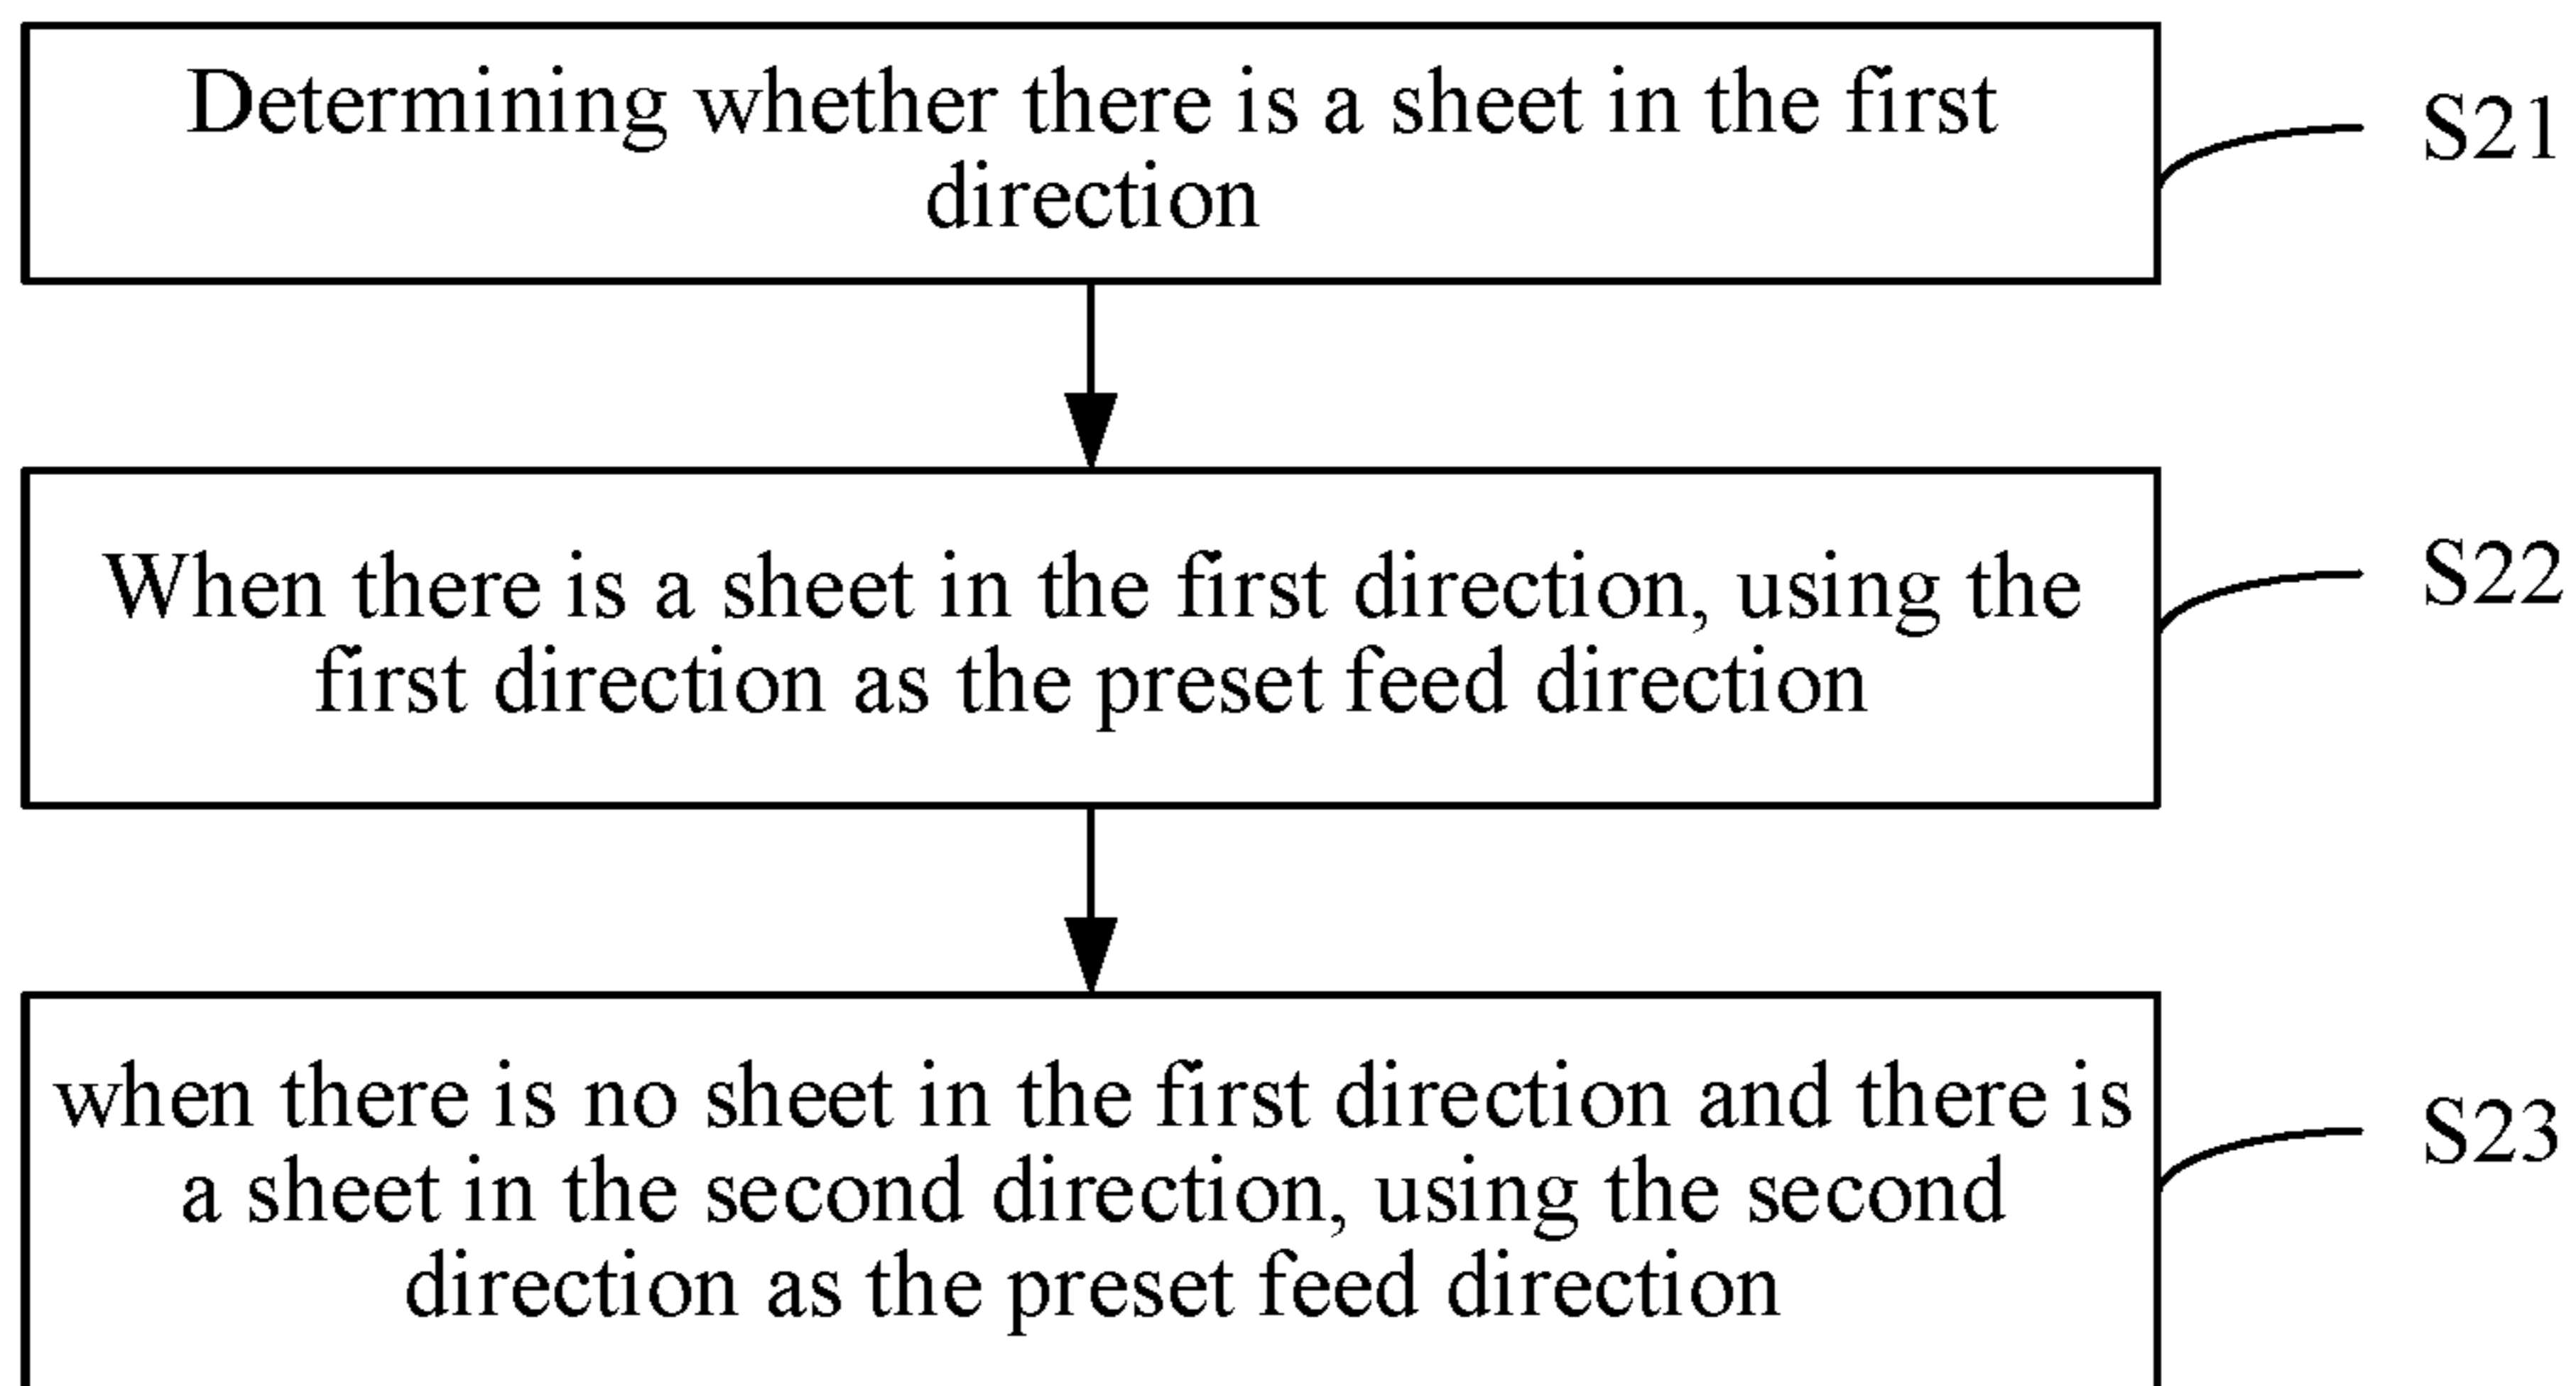 Determining whether there is a sheet in the first
direction
S21
When there is a sheet in the first direction, using the
first direction as the preset feed direction
S22
when there is no sheet in the first direction and there is
a sheet in the second direction, using the second
direction as the preset feed direction
S23